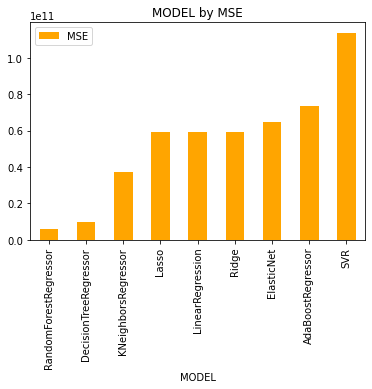 MODEL by MSE
1e11
MSE
1.0
0.8
0.6
0.4
0.2
0.0
RandomForestRegressor
DecisionTreeRegressor
KNeighborsRegressor
Lasso
LinearRegression
Ridge
ElasticNet
AdaBoostRegressor
SVR
MODEL